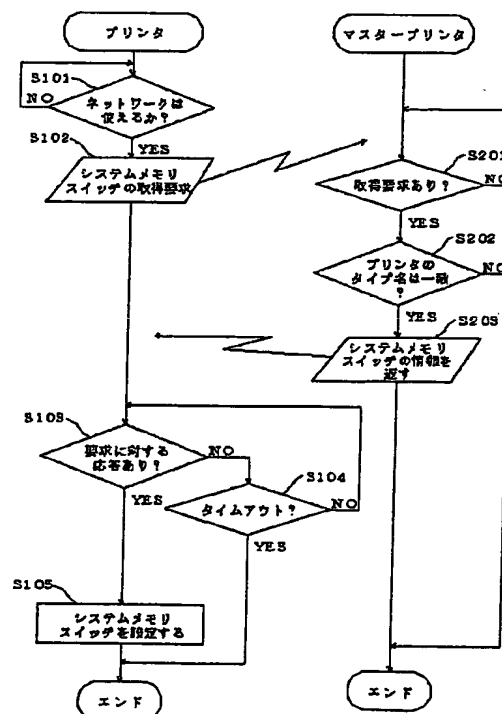 プリンタ
S101
ネットワークは
使えるか？
NO
YES
S102
システムメモリ
スイッチの取得要求
S103
要求に対する
応答あり？
NO
YES
S104
タイムアウト？
NO
YES
S105
システムメモリ
スイッチを設定する
エンド
マスタープリンタ
S201
取得要求あり？
NO
YES
S202
プリンタの
タイプ名は一致
？
NO
YES
S203
システムメモリ
スイッチの情報を
返す
エンド